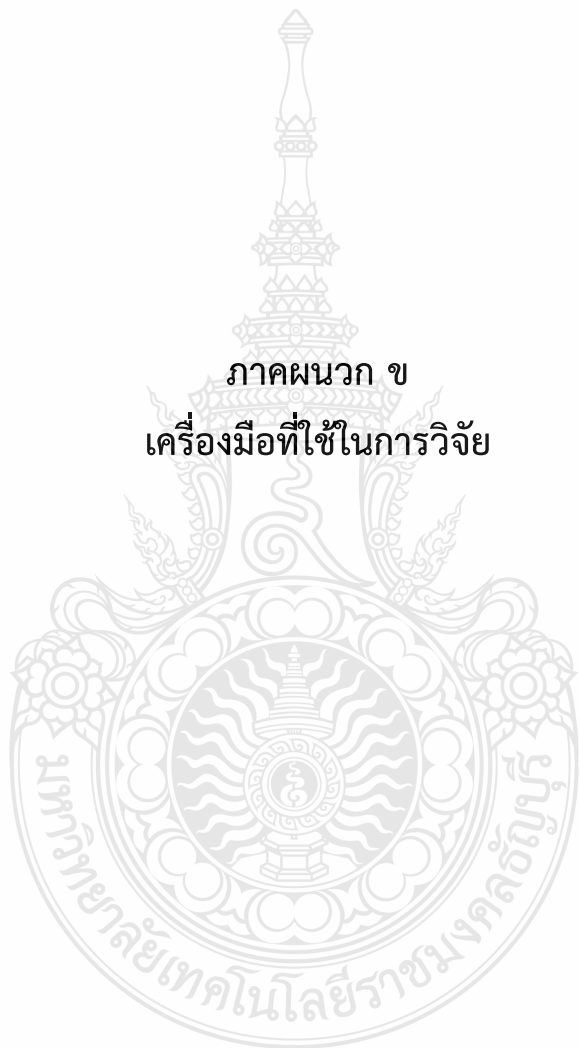 ภาคผนวก ข
เครื่องมือที่ใช้ในการวิจัย
มหาวิทยาลัยเทคโนโลยีราชมงคลธัญบุรี